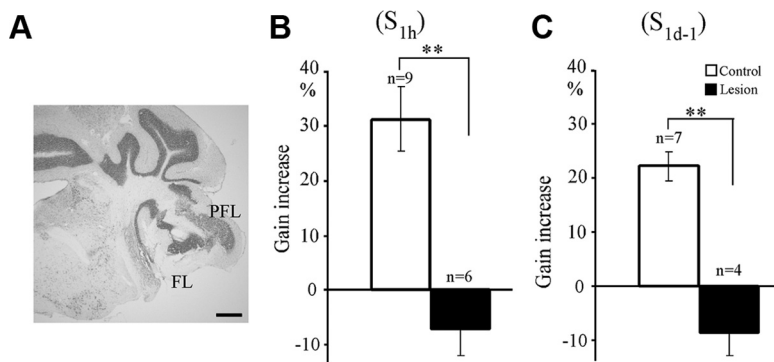 A
PFL
FL
B
(S1h)
**
n=9
n=6
40
%
30
20
10
0
-10
Gain increase
C
(S1d-1)
Control
Lesion
**
n=7
n=4
40
%
30
20
10
0
-10
Gain increase